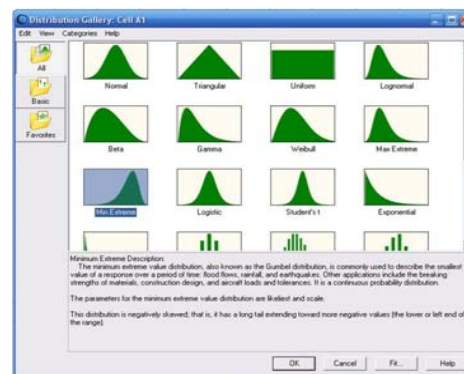 Distribution Gallery: Cell A1
Edit View Categories Help
All
Basic
Favorites
Normal Triangular Uniform Lognormal
Beta Gamma Weibull Max Extreme
Min Extreme Logistic Student's t Exponential
Minimum Extreme Description:
The minimum extreme value distribution, also known as the Gumbel distribution, is commonly used to describe the smallest
value of a response over a period of time: flood flows, rainfall, and earthquakes. Other applications include the breaking
strengths of materials, construction design, and aircraft loads and tolerances. It is a continuous probability distribution.
The parameters for the minimum extreme value distribution are likeliest and scale.
This distribution is negatively skewed; that is, it has a long tail extending toward more negative values (the lower or left end of
the range).
OK Cancel Fit... Help